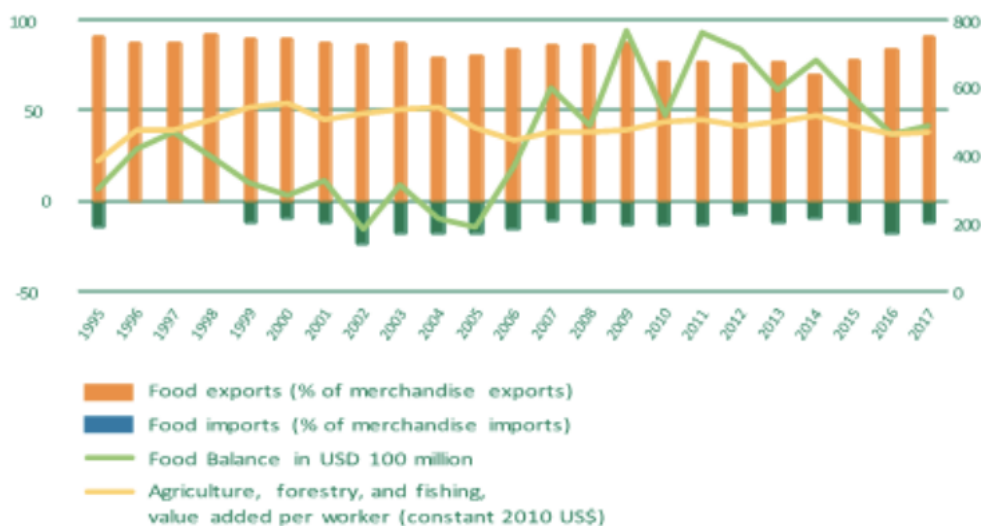 100
800
50
600
400
0
200
-50
0
1995 1996 1997 1998 1999 2000 2001 2002 2003 2004 2005 2006 2007 2008 2009 2010 2011 2012 2013 2014 2015 2016 2017
Food exports (% of merchandise exports)
Food imports (% of merchandise imports)
Food Balance in USD 100 million
Agriculture, forestry, and fishing,
value added per worker (constant 2010 US$)